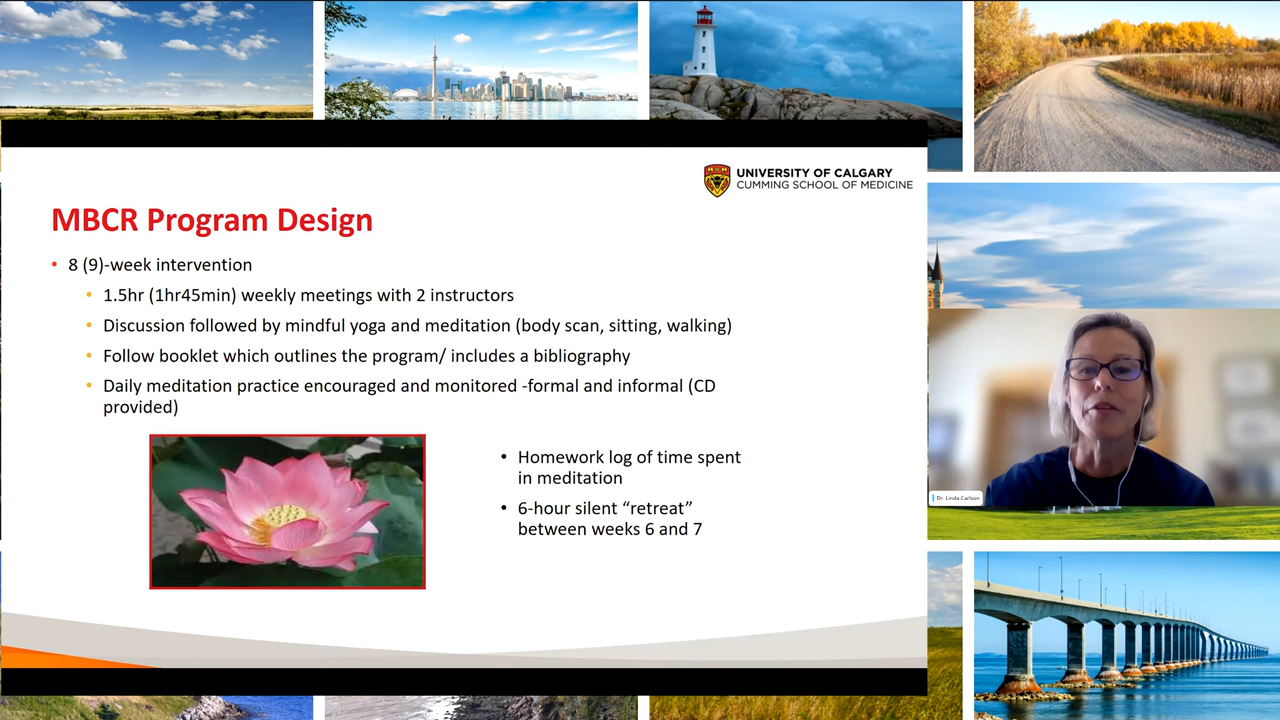 UNIVERSITY OF CALGARY
CUMMING SCHOOL OF MEDICINE
MBCR Program Design
• 8 (9)-week intervention
• 1.5hr (1hr45min) weekly meetings with 2 instructors
• Discussion followed by mindful yoga and meditation (body scan, sitting, walking)
• Follow booklet which outlines the program/ includes a bibliography
• Daily meditation practice encouraged and monitored -formal and informal (CD
provided)
• Homework log of time spent
in meditation
• 6-hour silent “retreat”
between weeks 6 and 7
Dr. Linda Carlson